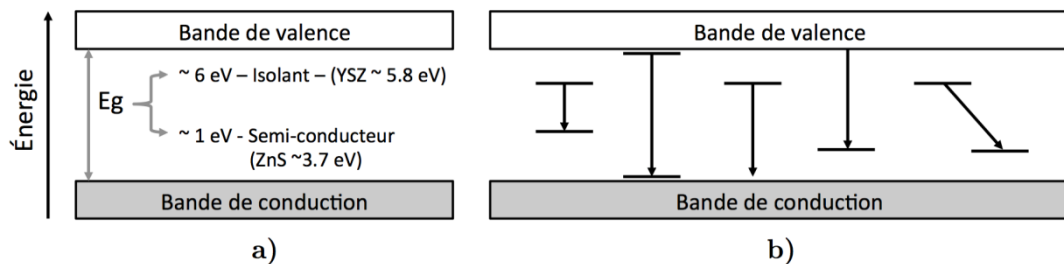 Énergie
Bande de valence
Eg
~ 6 eV – Isolant – (YSZ ~ 5.8 eV)
~ 1 eV - Semi-conducteur
(ZnS ~3.7 eV)
Bande de conduction
a)
Bande de valence
Bande de conduction
b)